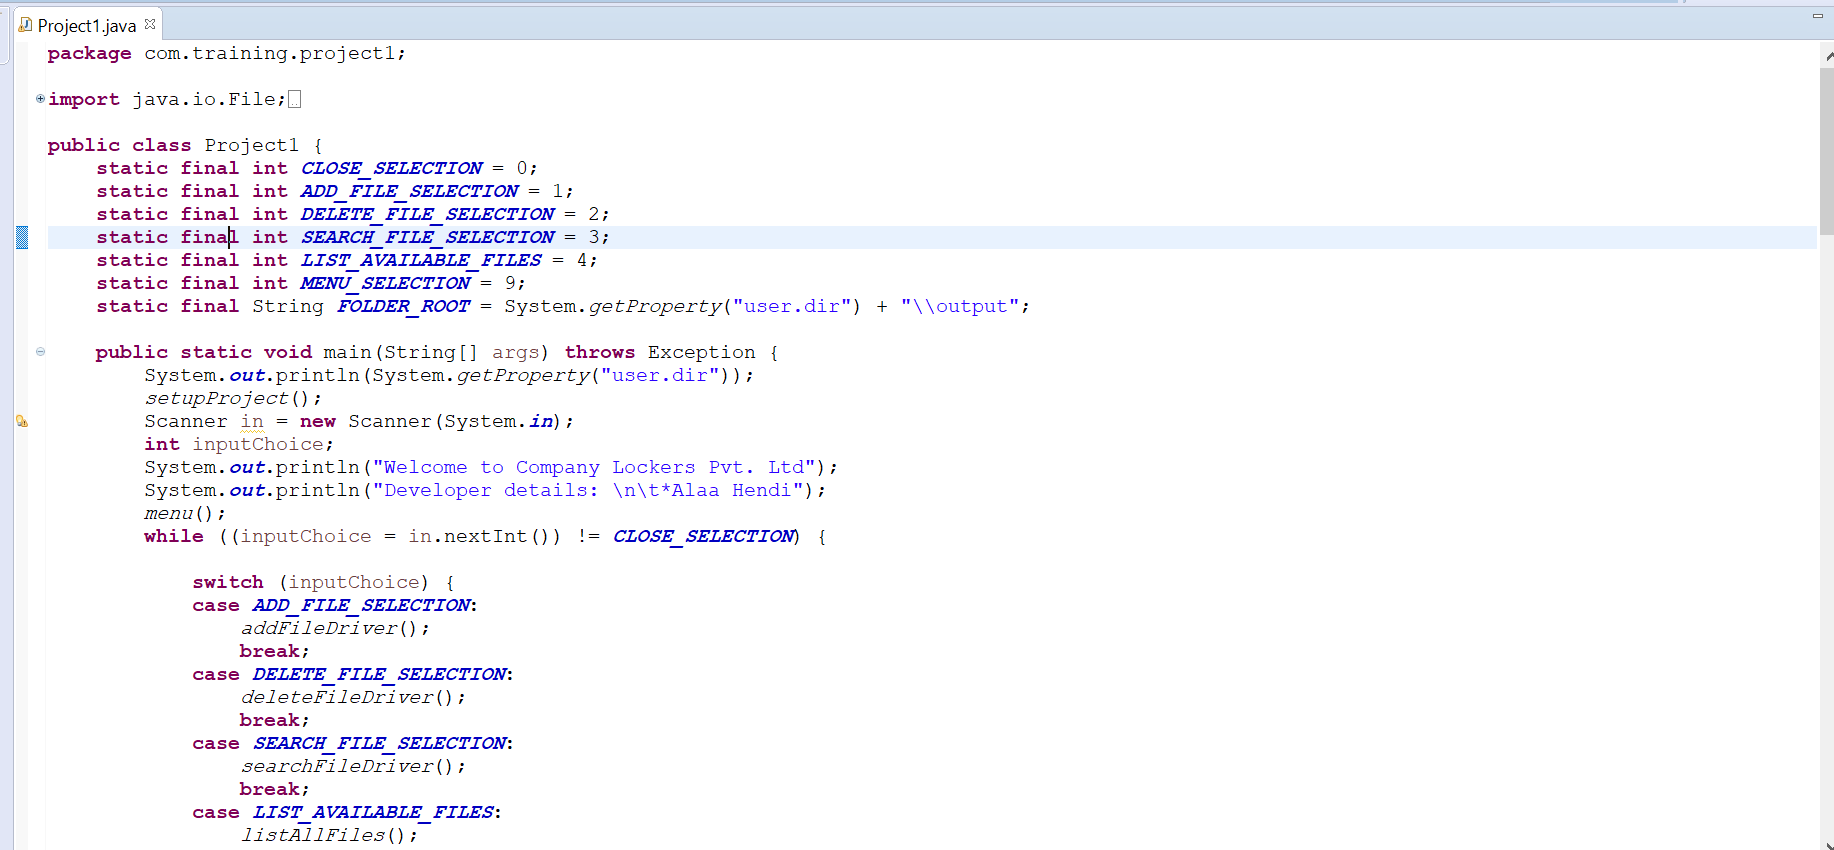 Project1.java
package com.training.project1;
import java.io.File;
public class Project1 {
static final int CLOSE_SELECTION = 0;
static final int ADD_FILE_SELECTION = 1;
static final int DELETE_FILE_SELECTION = 2;
static final int SEARCH_FILE_SELECTION = 3;
static final int LIST_AVAILABLE_FILES = 4;
static final int MENU_SELECTION = 9;
static final String FOLDER_ROOT = System.getProperty("user.dir") + "\\output";
public static void main(String[] args) throws Exception {
System.out.println(System.getProperty("user.dir"));
setupProject();
Scanner in = new Scanner(System.in);
int inputChoice;
System.out.println("Welcome to Company Lockers Pvt. Ltd");
System.out.println("Developer details: \n\t*Alaa Hendi");
menu();
while ((inputChoice = in.nextInt()) != CLOSE_SELECTION) {
switch (inputChoice) {
case ADD_FILE_SELECTION:
addFileDriver();
break;
case DELETE_FILE_SELECTION:
deleteFileDriver();
break;
case SEARCH_FILE_SELECTION:
searchFileDriver();
break;
case LIST_AVAILABLE_FILES:
listAllFiles();